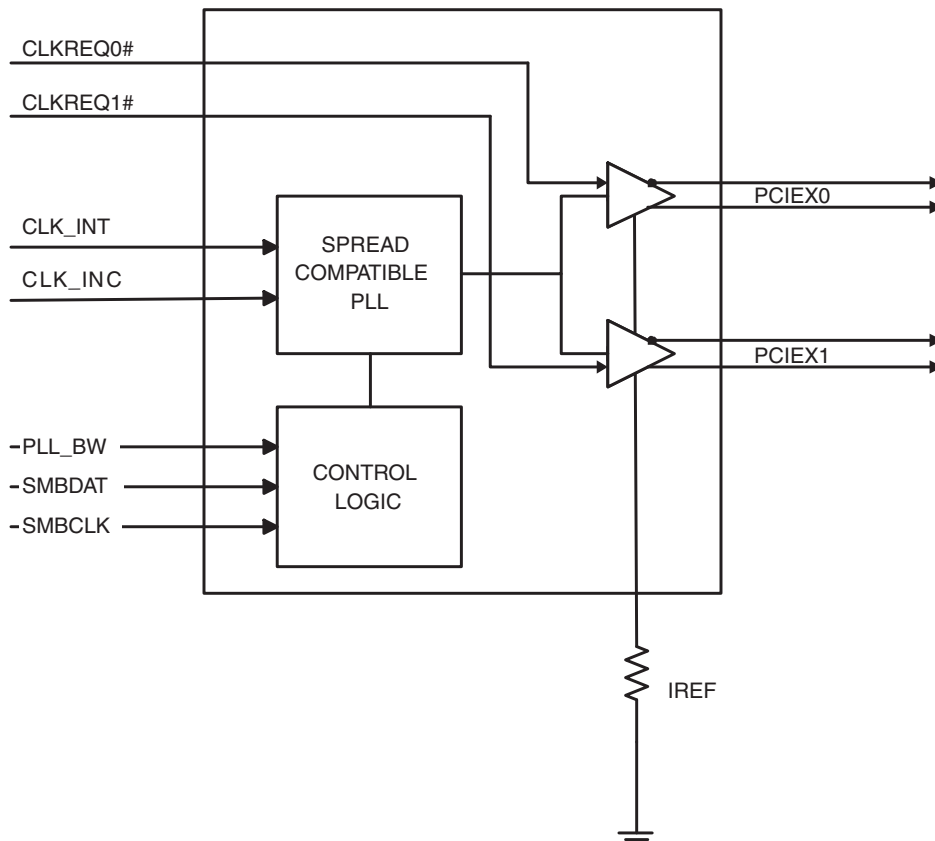 CLKREQ0#
CLKREQ1#
CLK_INT
CLK_INC
SPREAD
COMPATIBLE
PLL
PCIEX0
PCIEX1
PLL_BW
SMBDAT
SMBCLK
CONTROL
LOGIC
IREF